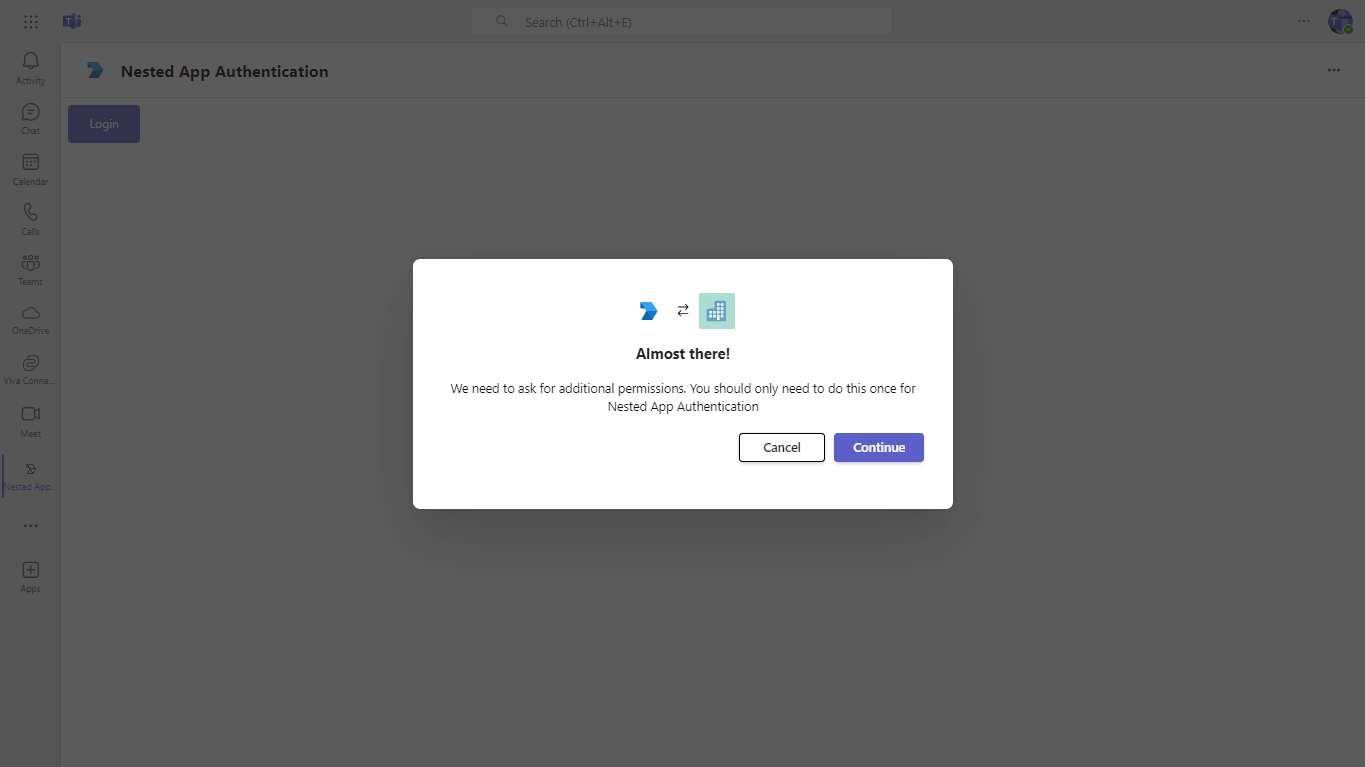 Search (Ctrl+Alt+E)
T
Activity
Chat
Calendar
Calls
Teams
OneDrive
Viva Conne...
Meet
Nested App...
Apps
Nested App Authentication
Login
Almost there!
We need to ask for additional permissions. You should only need to do this once for
Nested App Authentication
Cancel
Continue